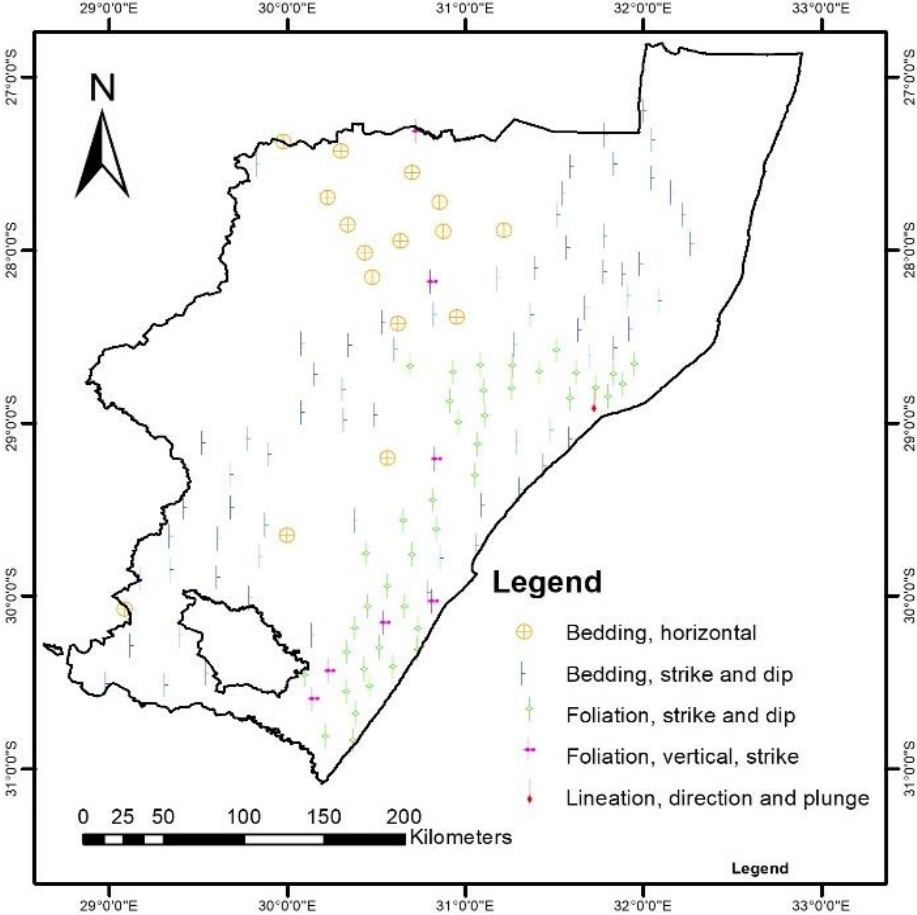 29°0'0"E 30°0'0"E 31°0'0"E 32°0'0"E 33°0'0"E
N
27°0'0"S 27°0'0"S
28°0'0"S 28°0'0"S
29°0'0"S 29°0'0"S
30°0'0"S 30°0'0"S
31°0'0"S 31°0'0"S
Legend
Bedding, horizontal
Bedding, strike and dip
Foliation, strike and dip
Foliation, vertical, strike
Lineation, direction and plunge
0 25 50 100 150 200
Kilometers
Legend
29°0'0"E 30°0'0"E 31°0'0"E 32°0'0"E 33°0'0"E